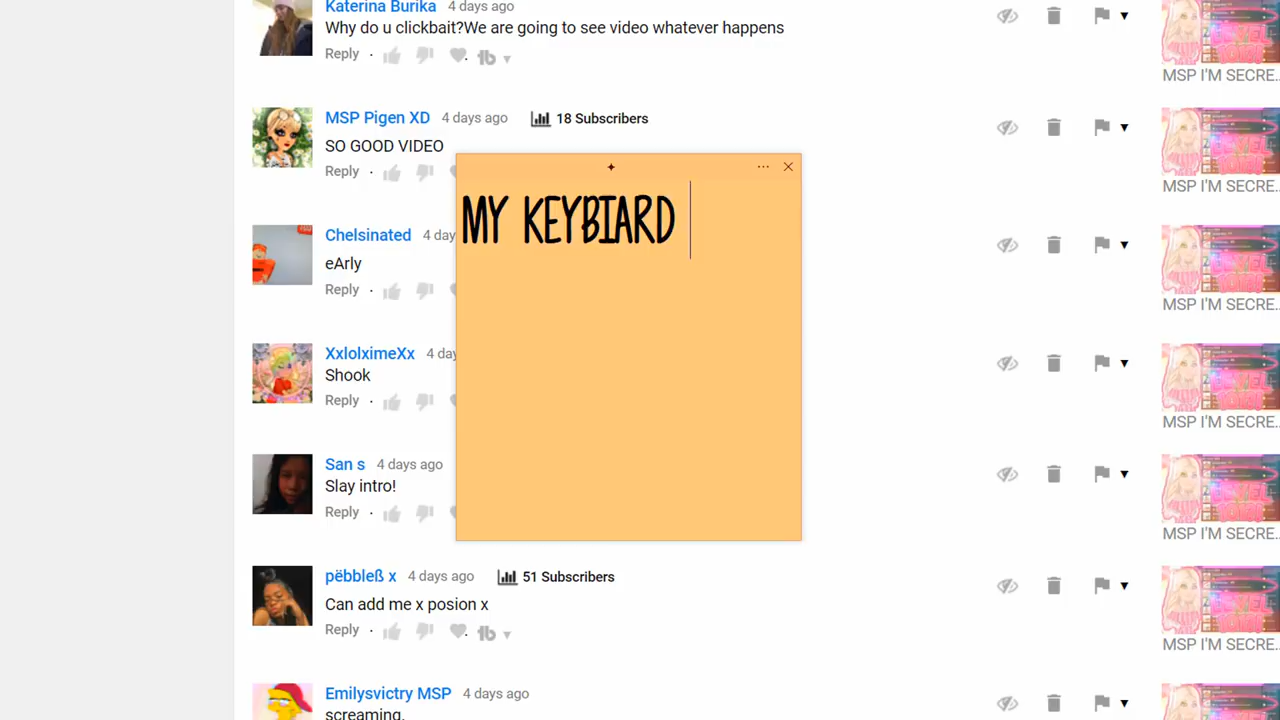 Katerina Burika 4 days ago
Why do u clickbait?We are going to see video whatever happens
Reply
MSP I'M SECRE..
MSP Pigen XD 4 days ago 18 Subscribers
SO GOOD VIDEO
Reply
MSP I'M SECRE..
MY KEYBIARD
Chelsinated 4 day
eArly
Reply
MSP I'M SECRE..
XxlolximeXx 4 day
Shook
Reply
MSP I'M SECRE..
San s 4 days ago
Slay intro!
Reply
MSP I'M SECRE..
pëbbleß x 4 days ago 51 Subscribers
Can add me x posion x
Reply
MSP I'M SECRE..
Emilysvictry MSP 4 days ago
screaming.